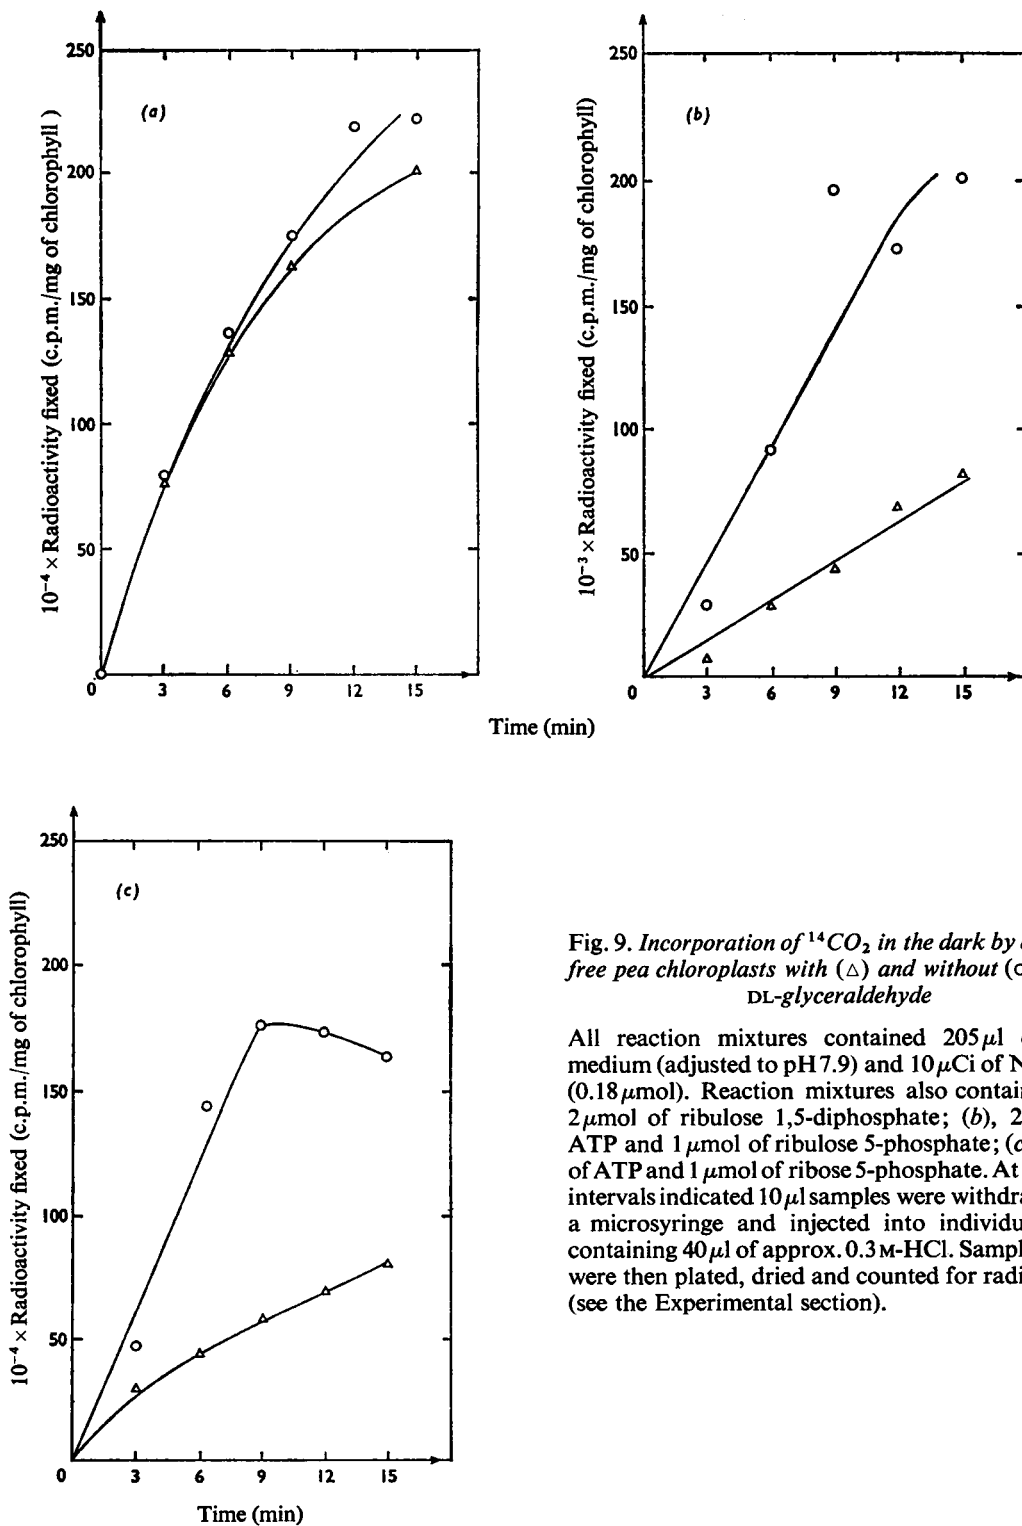 250
(a)
200
150
100
50
0
3
6
9
12
15
10⁻⁴ × Radioactivity fixed (c.p.m./mg of chlorophyll )
250
(b)
200
150
100
50
0
3
6
9
12
15
10⁻³ × Radioactivity fixed (c.p.m./mg of chlorophyll)
Time (min)
250
(c)
200
150
100
50
0
3
6
9
12
15
10⁻⁴ × Radioactivity fixed (c.p.m./mg of chlorophyll)
Time (min)
Fig. 9. Incorporation of ¹⁴CO₂ in the dark by
free pea chloroplasts with (△) and without (○
DL-glyceraldehyde
All reaction mixtures contained 205 μl
medium (adjusted to pH 7.9) and 10 μCi of N
(0.18 μmol). Reaction mixtures also contai
2 μmol of ribulose 1,5-diphosphate; (b), 2
ATP and 1 μmol of ribulose 5-phosphate; (c
of ATP and 1 μmol of ribose 5-phosphate. At
intervals indicated 10 μl samples were withdra
a microsyringe and injected into individu
containing 40 μl of approx. 0.3 M-HCl. Sampl
were then plated, dried and counted for radi
(see the Experimental section).